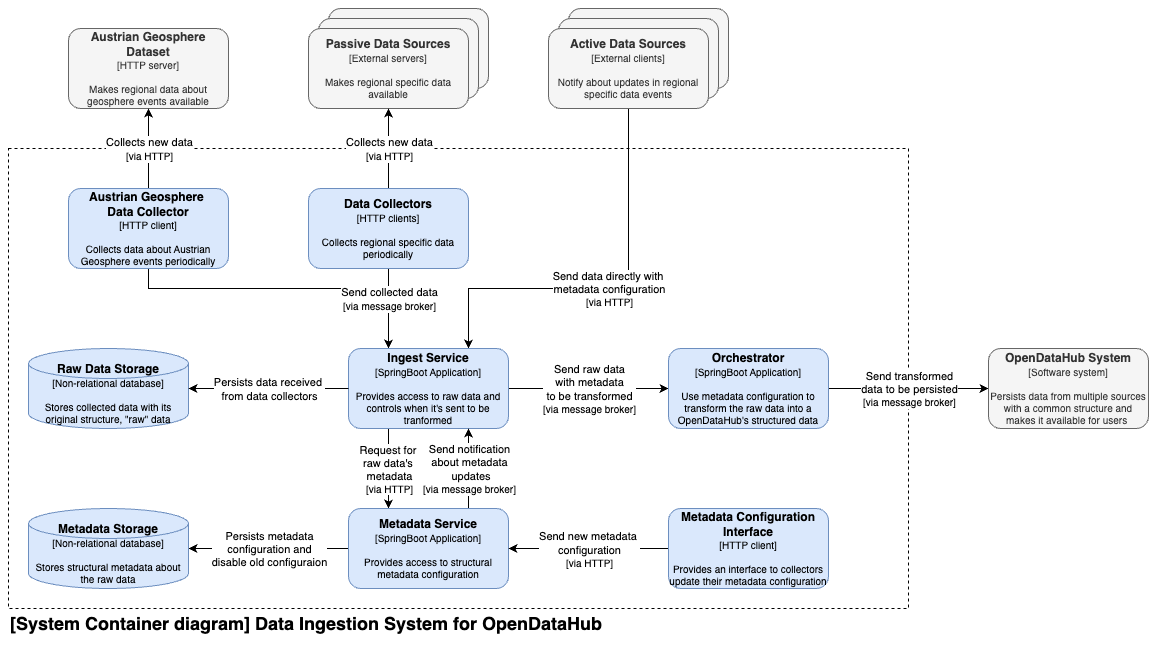 Austrian Geosphere
Dataset
[HTTP server]
Makes regional data about
geosphere events available
Passive Data Sources
[External servers]
Makes regional specific data
available
Active Data Sources
[External clients]
Notify about updates in regional
specific data events
Collects new data
[via HTTP]
Collects new data
[via HTTP]
Austrian Geosphere
Data Collector
[HTTP client]
Collects data about Austrian
Geosphere events periodically
Data Collectors
[HTTP clients]
Collects regional specific data
periodically
Send data directly with
metadata configuration
[via HTTP]
Send collected data
[via message broker]
Raw Data Storage
[Non-relational database]
Stores collected data with its
original structure, "raw" data
Persists data received
from data collectors
Ingest Service
[SpringBoot Application]
Provides access to raw data and
controls when it's sent to be
tranformed
Send raw data
with metadata
to be transformed
[via message broker]
Orchestrator
[SpringBoot Application]
Use metadata configuration to
transform the raw data into a
OpenDataHub's structured data
Send transformed
data to be persisted
[via message broker]
OpenDataHub System
[Software system]
Persists data from multiple sources
with a common structure and
makes it available for users
Request for
raw data's
metadata
[via HTTP]
Send notification
about metadata
updates
[via message broker]
Metadata Storage
[Non-relational database]
Stores structural metadata about
the raw data
Persists metadata
configuration and
disable old configuraion
Metadata Service
[SpringBoot Application]
Provides access to structural
metadata configuration
Send new metadata
configuration
[via HTTP]
Metadata Configuration
Interface
[HTTP client]
Provides an interface to collectors
update their metadata configuration
[System Container diagram] Data Ingestion System for OpenDataHub